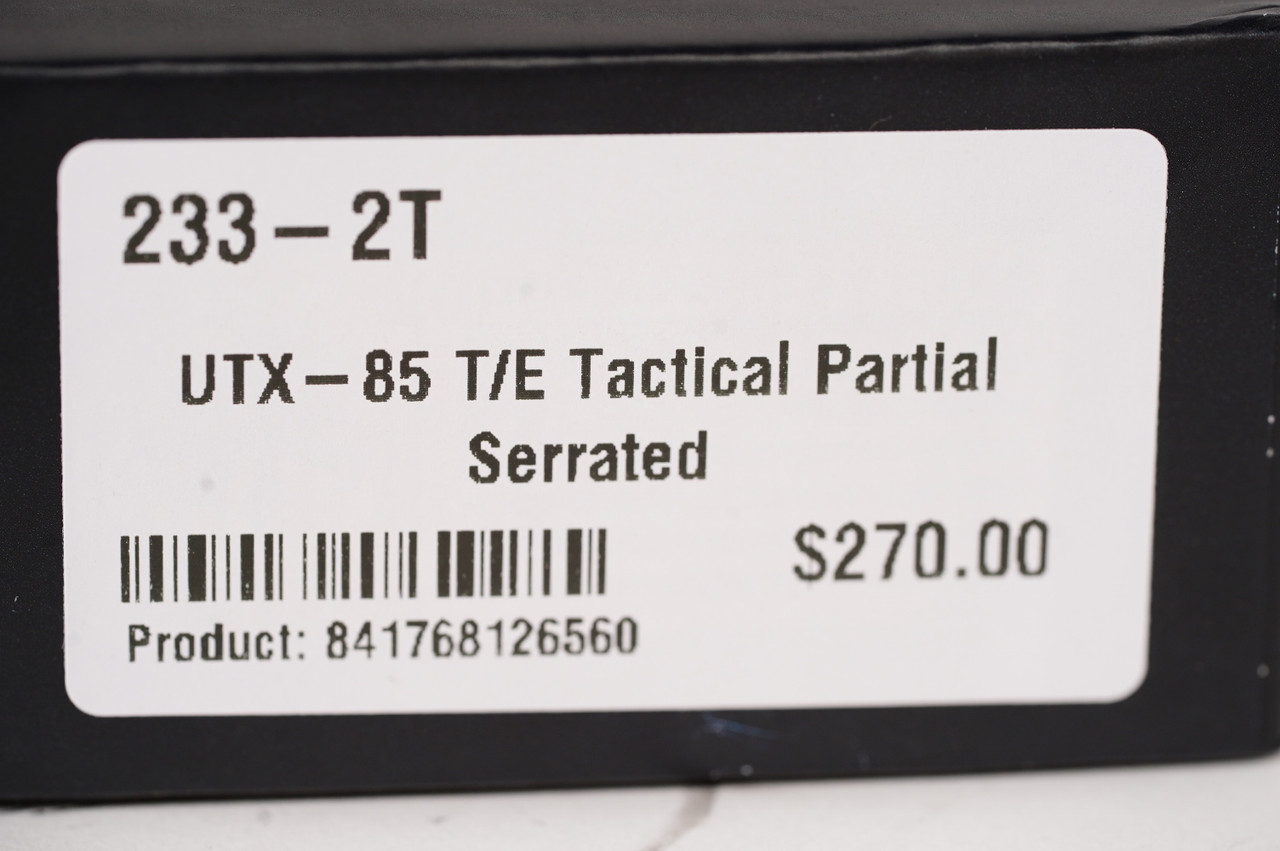 233-2T
UTX-85 T/E Tactical Partial
Serrated
$270.00
Product: 841768126560